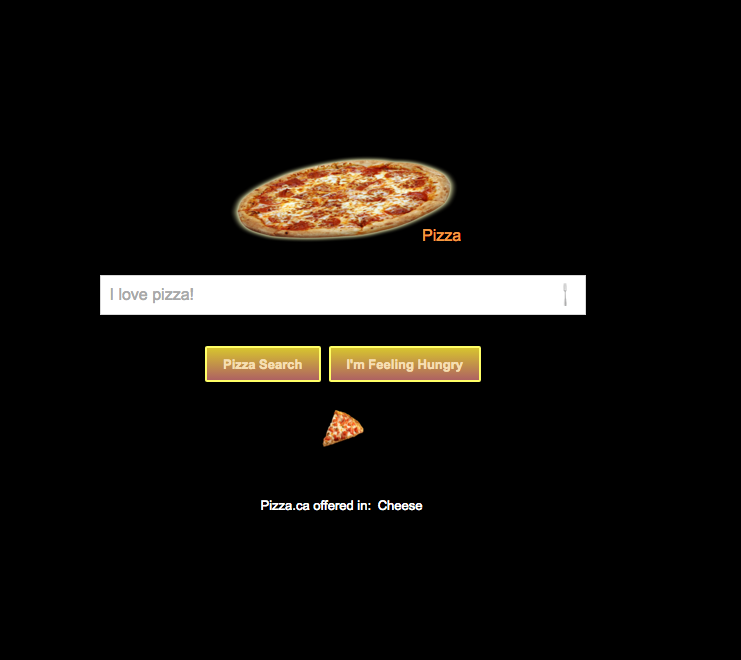 Pizza
I love pizza!
Pizza Search
I'm Feeling Hungry
Pizza.ca offered in: Cheese